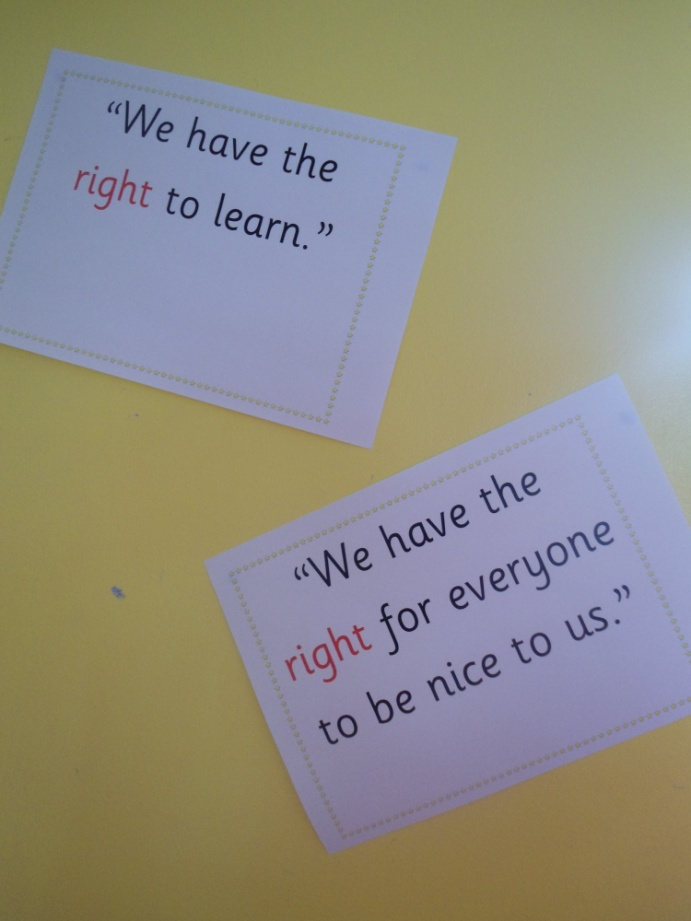 “We have the
right to learn.”
“We have the
right for everyone
to be nice to us.”